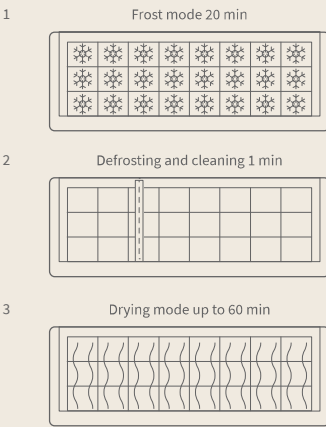 1
Frost mode 20 min
2
Defrosting and cleaning 1 min
3
Drying mode up to 60 min